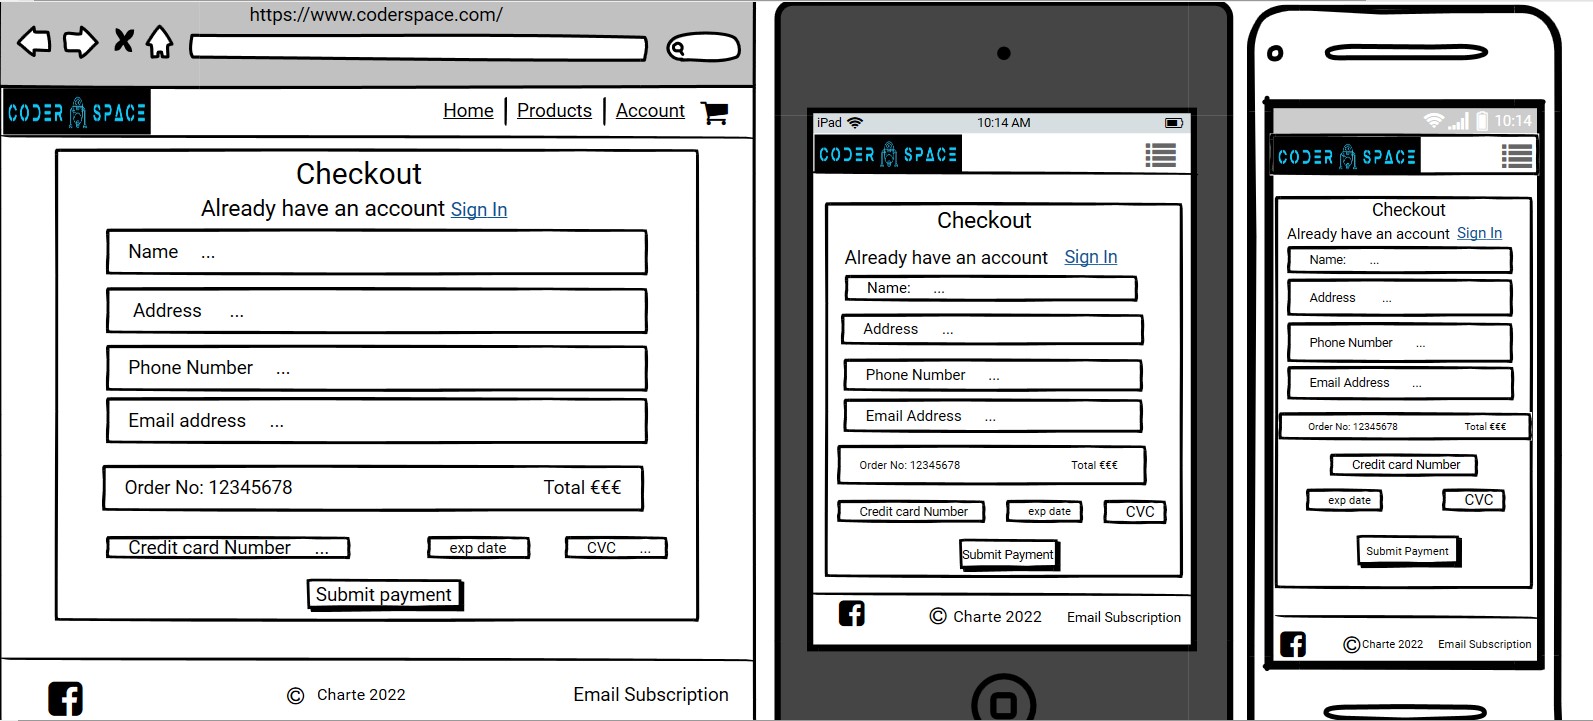 https://www.coderspace.com/
CODER SPACE
Home Products Account
Checkout
Already have an account Sign In
Name ...
Address ...
Phone Number ...
Email address ...
Order No: 12345678 Total €€€
Credit card Number ... exp date CVC ...
Submit payment
© Charte 2022 Email Subscription
iPad 10:14 AM
CODER SPACE
Checkout
Already have an account Sign In
Name: ...
Address ...
Phone Number ...
Email Address ...
Order No: 12345678 Total €€€
Credit card Number exp date CVC
Submit Payment
© Charte 2022 Email Subscription
10:14
CODER SPACE
Checkout
Already have an account Sign In
Name: ...
Address ...
Phone Number ...
Email Address ...
Order No: 12345678 Total €€€
Credit card Number
exp date CVC
Submit Payment
©Charte 2022 Email Subscription